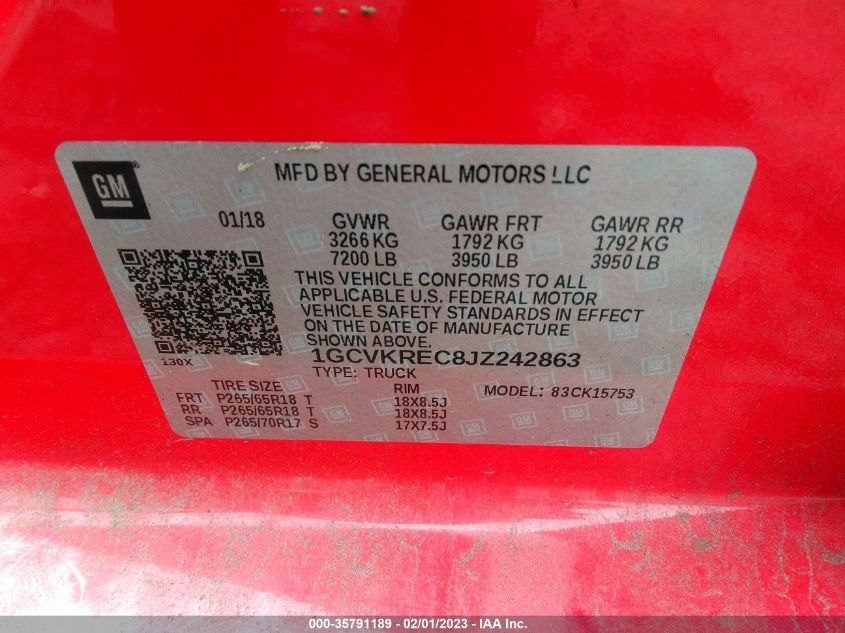 GM
MFD BY GENERAL MOTORS LLC
01/18 GVWR GAWR FRT GAWR RR
3266 KG 1792 KG 1792 KG
7200 LB 3950 LB 3950 LB
THIS VEHICLE CONFORMS TO ALL
APPLICABLE U.S. FEDERAL MOTOR
VEHICLE SAFETY STANDARDS IN EFFECT
ON THE DATE OF MANUFACTURE
SHOWN ABOVE.
130X
1GCVKREC8JZ242863
TYPE: TRUCK
TIRE SIZE RIM MODEL: 83CK15753
FRT P265/65R18 T 18X8.5J
RR P265/65R18 T 18X8.5J
SPA P265/70R17 S 17X7.5J
000-35791189 - 02/01/2023 - IAA Inc.